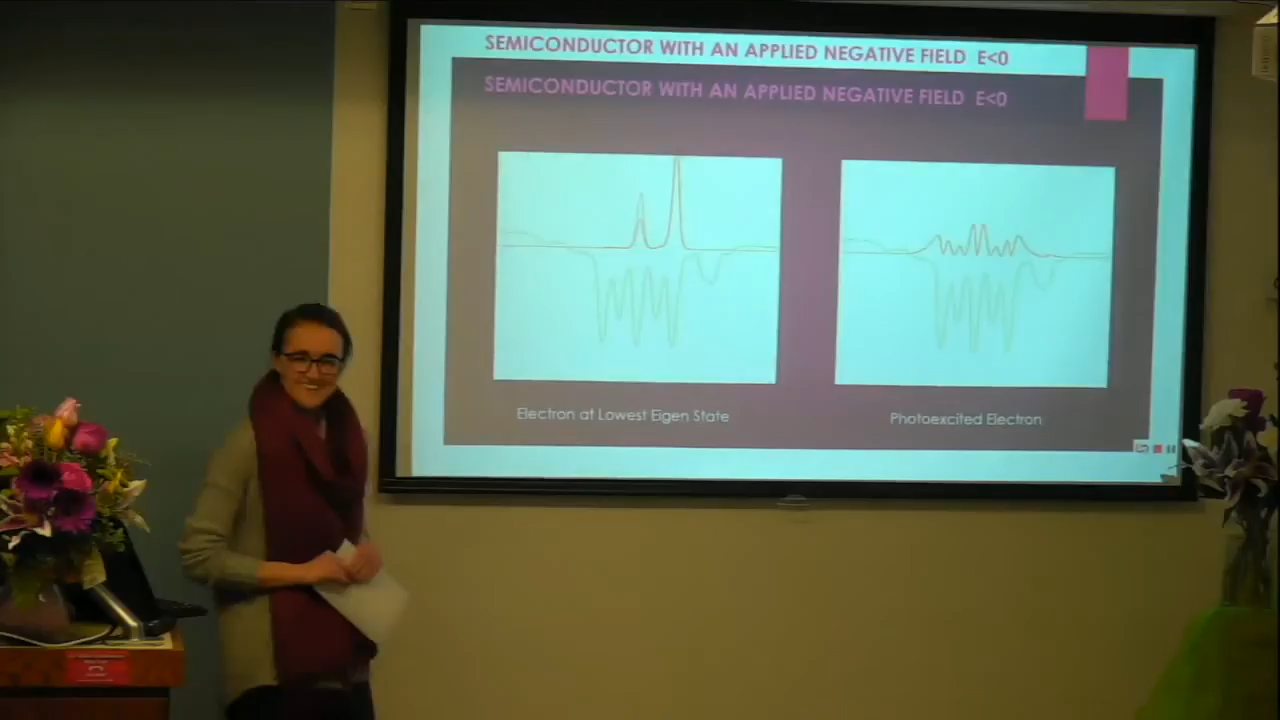 SEMICONDUCTOR WITH AN APPLIED NEGATIVE FIELD E<0
SEMICONDUCTOR WITH AN APPLIED NEGATIVE FIELD E<0
Electron at Lowest Eigen State
Photoexcited Electron